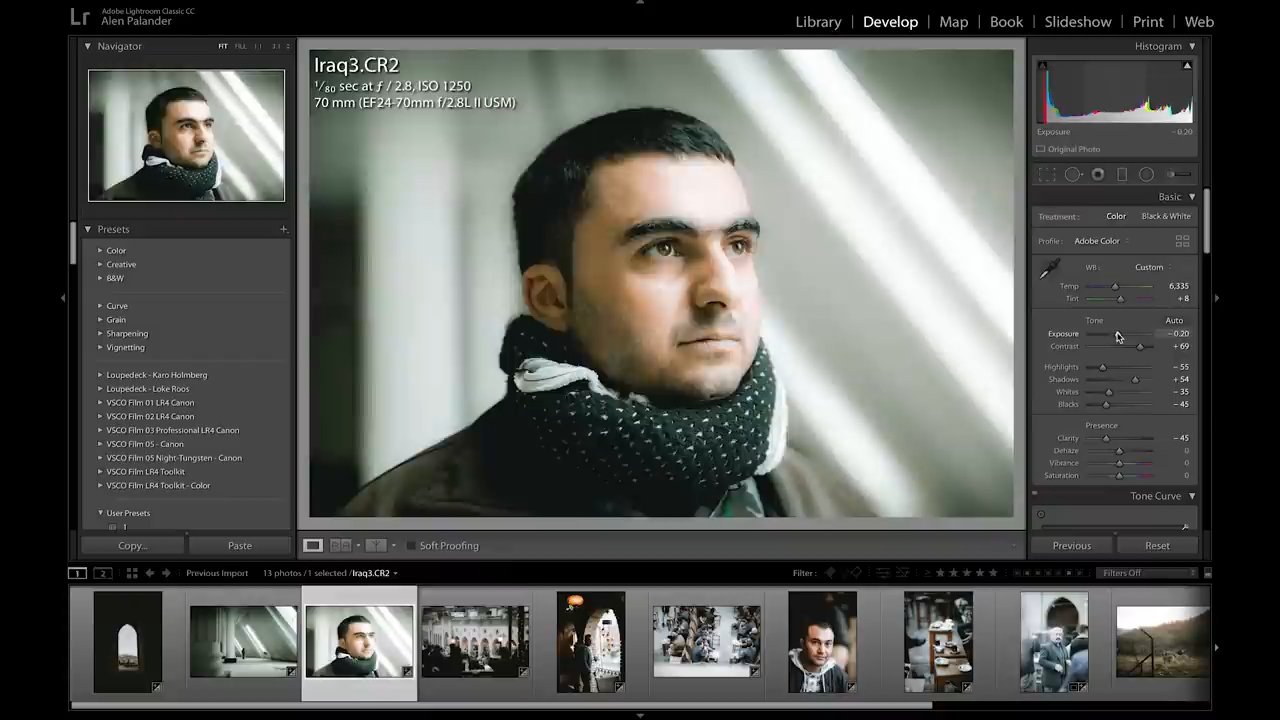 Lr
Adobe Lightroom Classic CC
Alen Palander
Library | Develop | Map | Book | Slideshow | Print | Web
Navigator FIT FILL 1:1 3:1
Presets +
Color
Creative
B&W
Curve
Grain
Sharpening
Vignetting
Loupedeck - Karo Holmberg
Loupedeck - Loke Roos
VSCO Film 01 LR4 Canon
VSCO Film 02 LR4 Canon
VSCO Film 03 Professional LR4 Canon
VSCO Film 05 - Canon
VSCO Film 05 Night-Tungsten - Canon
VSCO Film LR4 Toolkit
VSCO Film LR4 Toolkit - Color
User Presets
1
Copy... Paste
Iraq3.CR2
1/80 sec at ƒ / 2.8, ISO 1250
70 mm (EF24-70mm f/2.8L II USM)
Soft Proofing
Histogram
Exposure - 0.20
Original Photo
Basic
Treatment : Color Black & White
Profile : Adobe Color
WB : Custom
Temp 6,335
Tint + 8
Tone Auto
Exposure - 0.20
Contrast + 69
Highlights - 55
Shadows + 54
Whites - 35
Blacks - 45
Presence
Clarity - 45
Dehaze 0
Vibrance 0
Saturation 0
Tone Curve
Previous Reset
1 2 Previous Import 13 photos / 1 selected / Iraq3.CR2 Filter : Filters Off